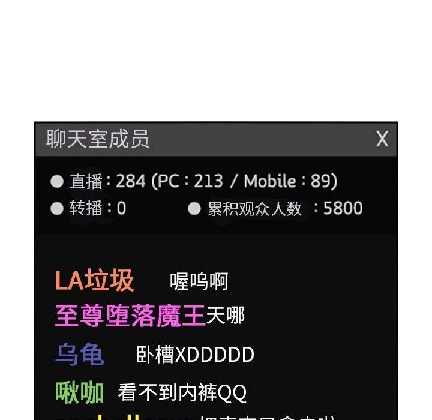 聊天室成员 X
直播：284 (PC：213 / Mobile：89)
转播：0 累积观众人数：5800
LA垃圾 喔呜啊
至尊堕落魔王天哪
乌龟 卧槽XDDDDD
啾咖 看不到内裤QQ